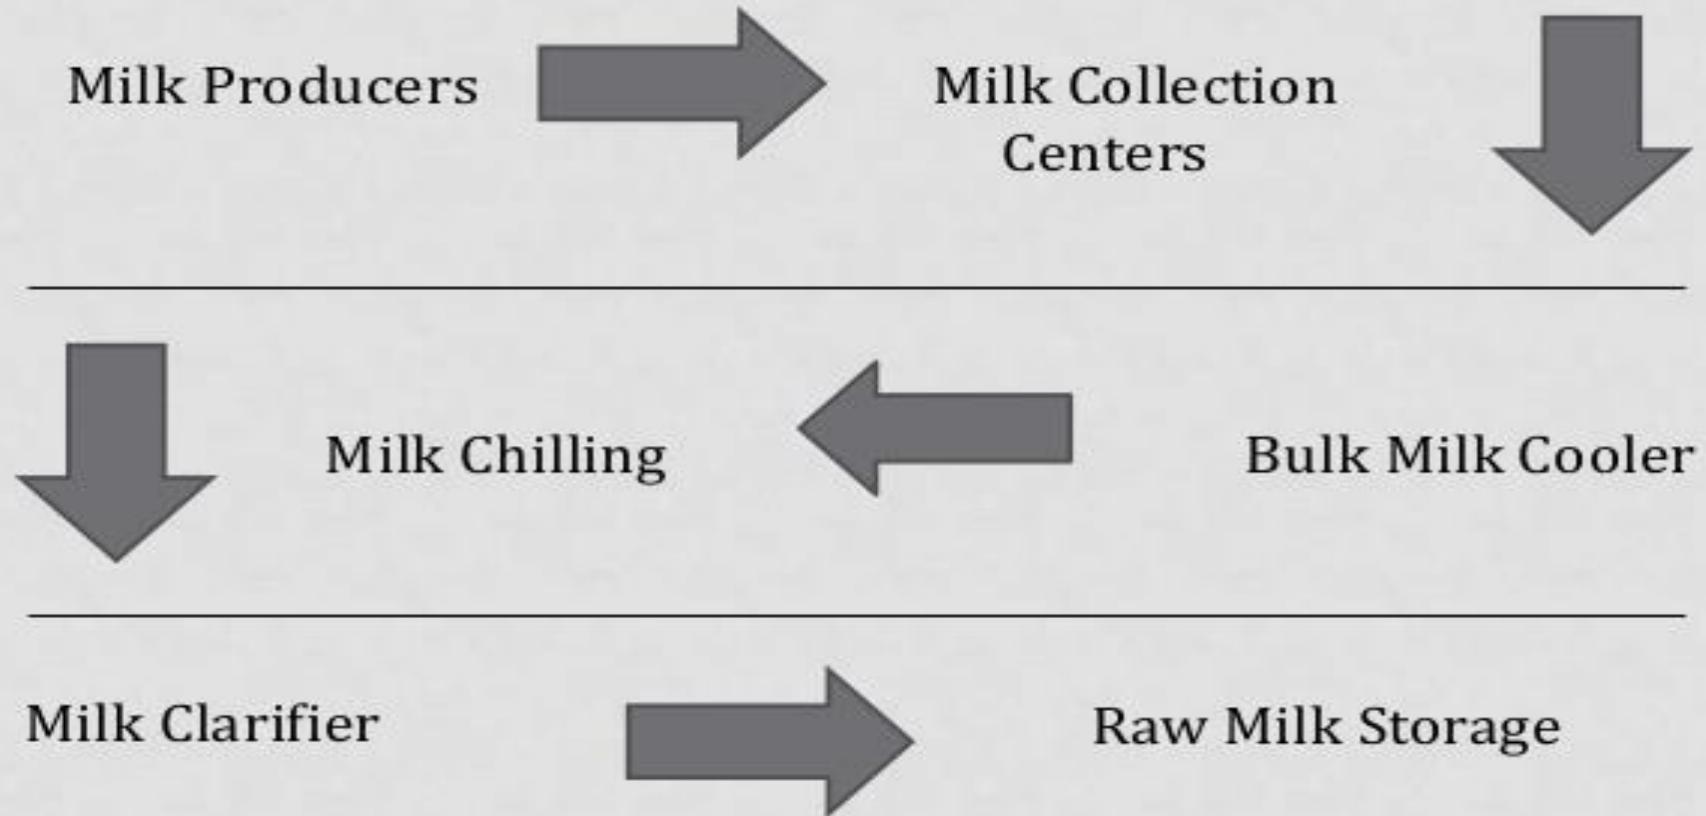 Milk Producers
Milk Collection
Centers
Milk Chilling
Bulk Milk Cooler
Milk Clarifier
Raw Milk Storage